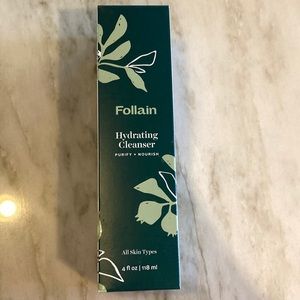 Follain
Hydrating
Cleanser
PURIFY + NOURISH
All Skin Types
4 fl oz | 118 ml